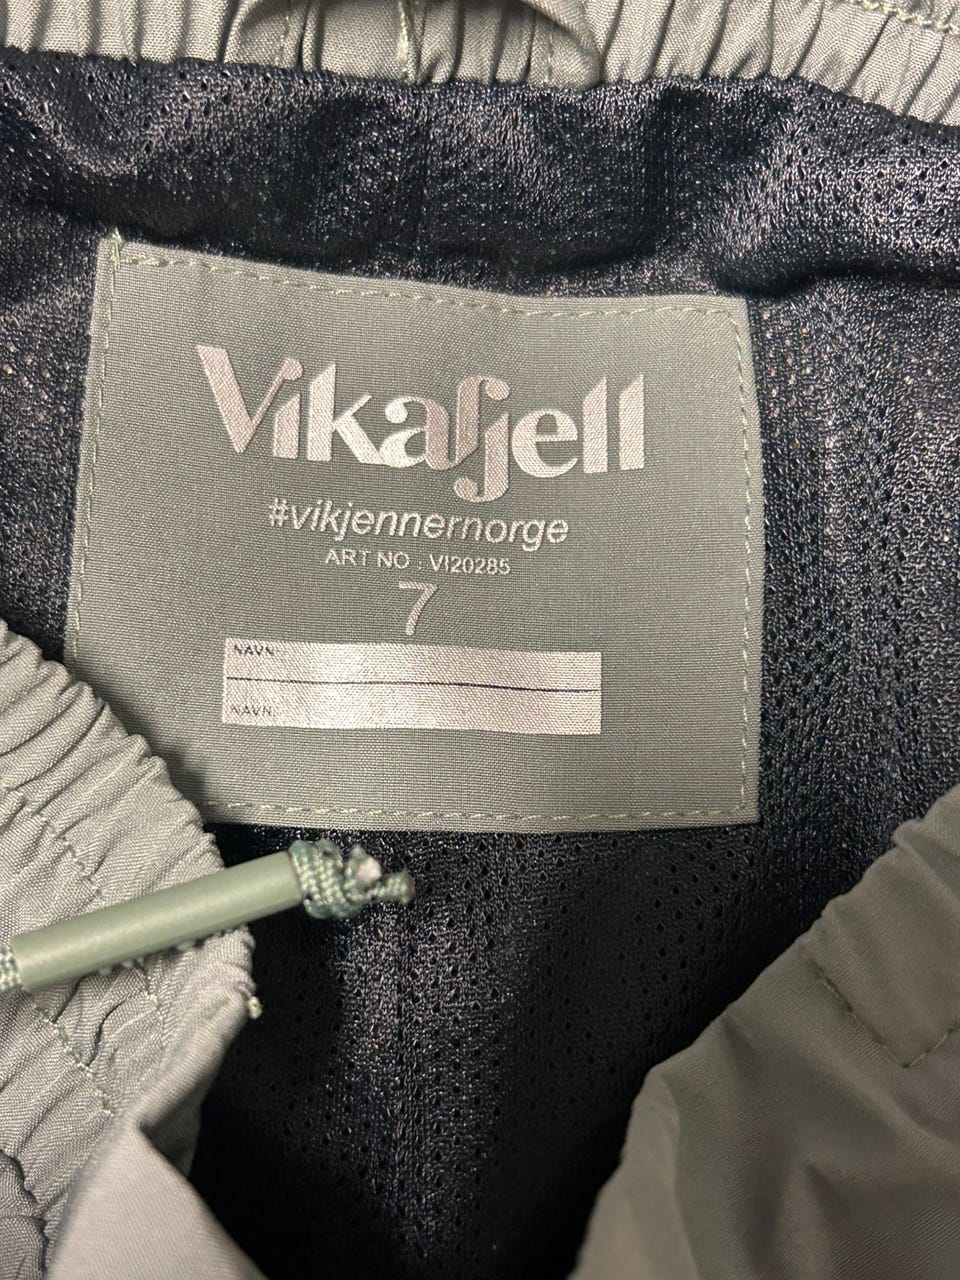 Vikafjell
#vikjennernorge
ART NO . VI20285
7
NAVN:
NAVN: